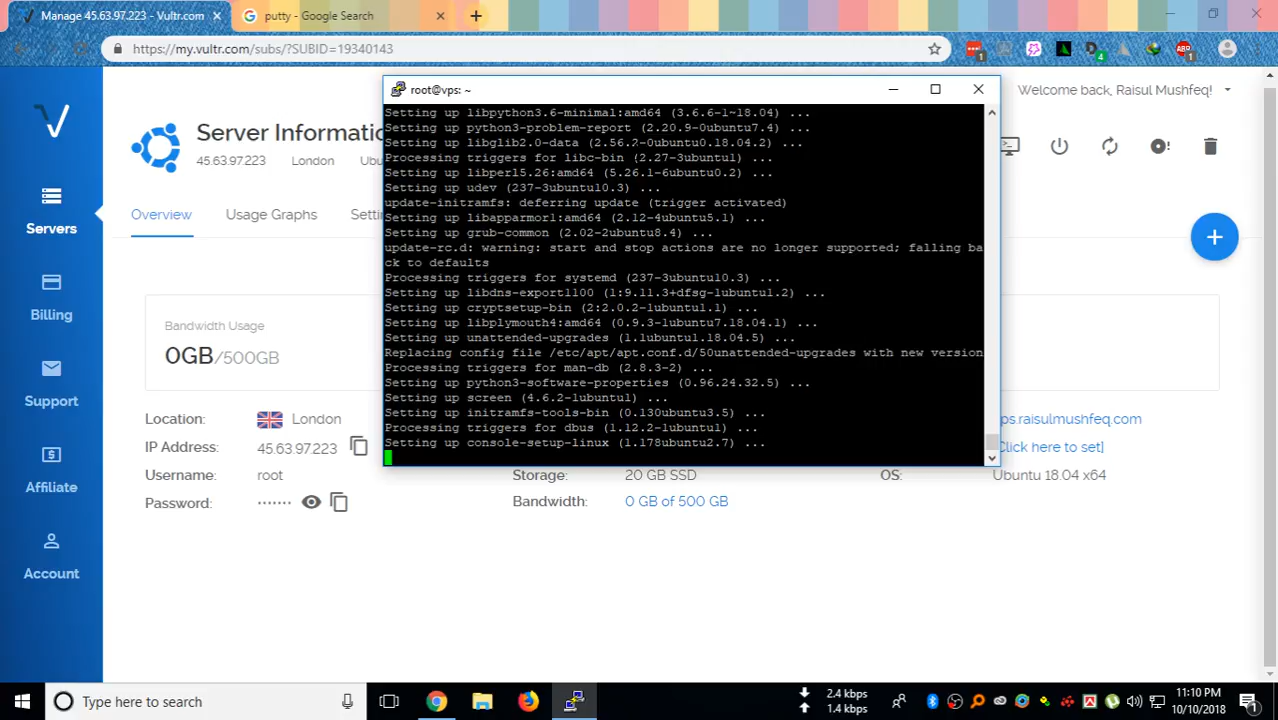 Manage 45.63.97.223 - Vultr.com
putty - Google Search
https://my.vultr.com/subs/?SUBID=19340143
Welcome back, Raisul Mushfeq!
Servers
Billing
Support
Affiliate
Account
Server Informatio
45.63.97.223 London Ubu
Overview Usage Graphs Setti
Bandwidth Usage
0GB/500GB
Location: London
IP Address: 45.63.97.223
Username: root
Password: ·······
Storage: 20 GB SSD
Bandwidth: 0 GB of 500 GB
ps.raisulmushfeq.com
Click here to set]
OS: Ubuntu 18.04 x64
root@vps: ~
Setting up libpython3.6-minimal:amd64 (3.6.6-1~18.04) ...
Setting up python3-problem-report (2.20.9-0ubuntu7.4) ...
Setting up libglib2.0-data (2.56.2-0ubuntu0.18.04.2) ...
Processing triggers for libc-bin (2.27-3ubuntu1) ...
Setting up libperl5.26:amd64 (5.26.1-6ubuntu0.2) ...
Setting up udev (237-3ubuntu10.3) ...
update-initramfs: deferring update (trigger activated)
Setting up libapparmor1:amd64 (2.12-4ubuntu5.1) ...
Setting up grub-common (2.02-2ubuntu8.4) ...
update-rc.d: warning: start and stop actions are no longer supported; falling ba
ck to defaults
Processing triggers for systemd (237-3ubuntu10.3) ...
Setting up libdns-export1100 (1:9.11.3+dfsg-1ubuntu1.2) ...
Setting up cryptsetup-bin (2:2.0.2-1ubuntu1.1) ...
Setting up libplymouth4:amd64 (0.9.3-1ubuntu7.18.04.1) ...
Setting up unattended-upgrades (1.1ubuntu1.18.04.5) ...
Replacing config file /etc/apt/apt.conf.d/50unattended-upgrades with new version
Processing triggers for man-db (2.8.3-2) ...
Setting up python3-software-properties (0.96.24.32.5) ...
Setting up screen (4.6.2-1ubuntu1) ...
Setting up initramfs-tools-bin (0.130ubuntu3.5) ...
Processing triggers for dbus (1.12.2-1ubuntu1) ...
Setting up console-setup-linux (1.178ubuntu2.7) ...
Type here to search
2.4 kbps
1.4 kbps
11:10 PM
10/10/2018